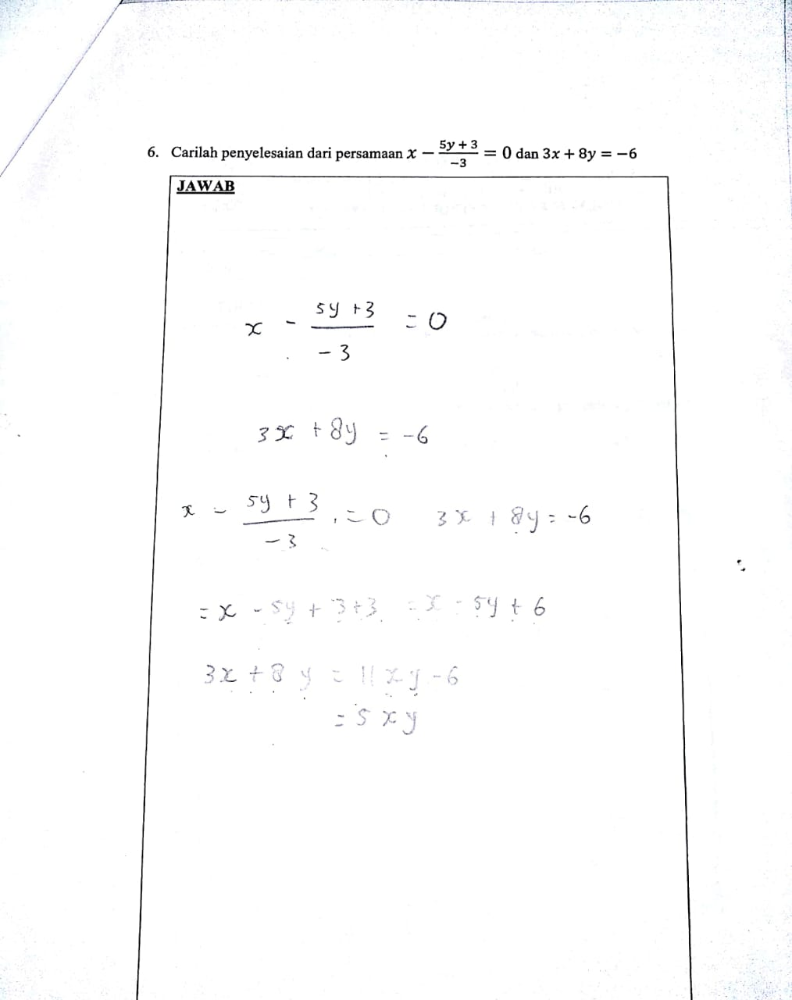 6. Carilah penyelesaian dari persamaan x − (5y + 3)/(−3) = 0 dan 3x + 8y = −6
JAWAB
x - (5y + 3)/(-3) = 0
3x + 8y = -6
x - (5y + 3)/(-3) = 0 3x + 8y = -6
= x - 5y + 3+3 = x - 5y + 6
3x + 8y = 11xy - 6
= 5xy